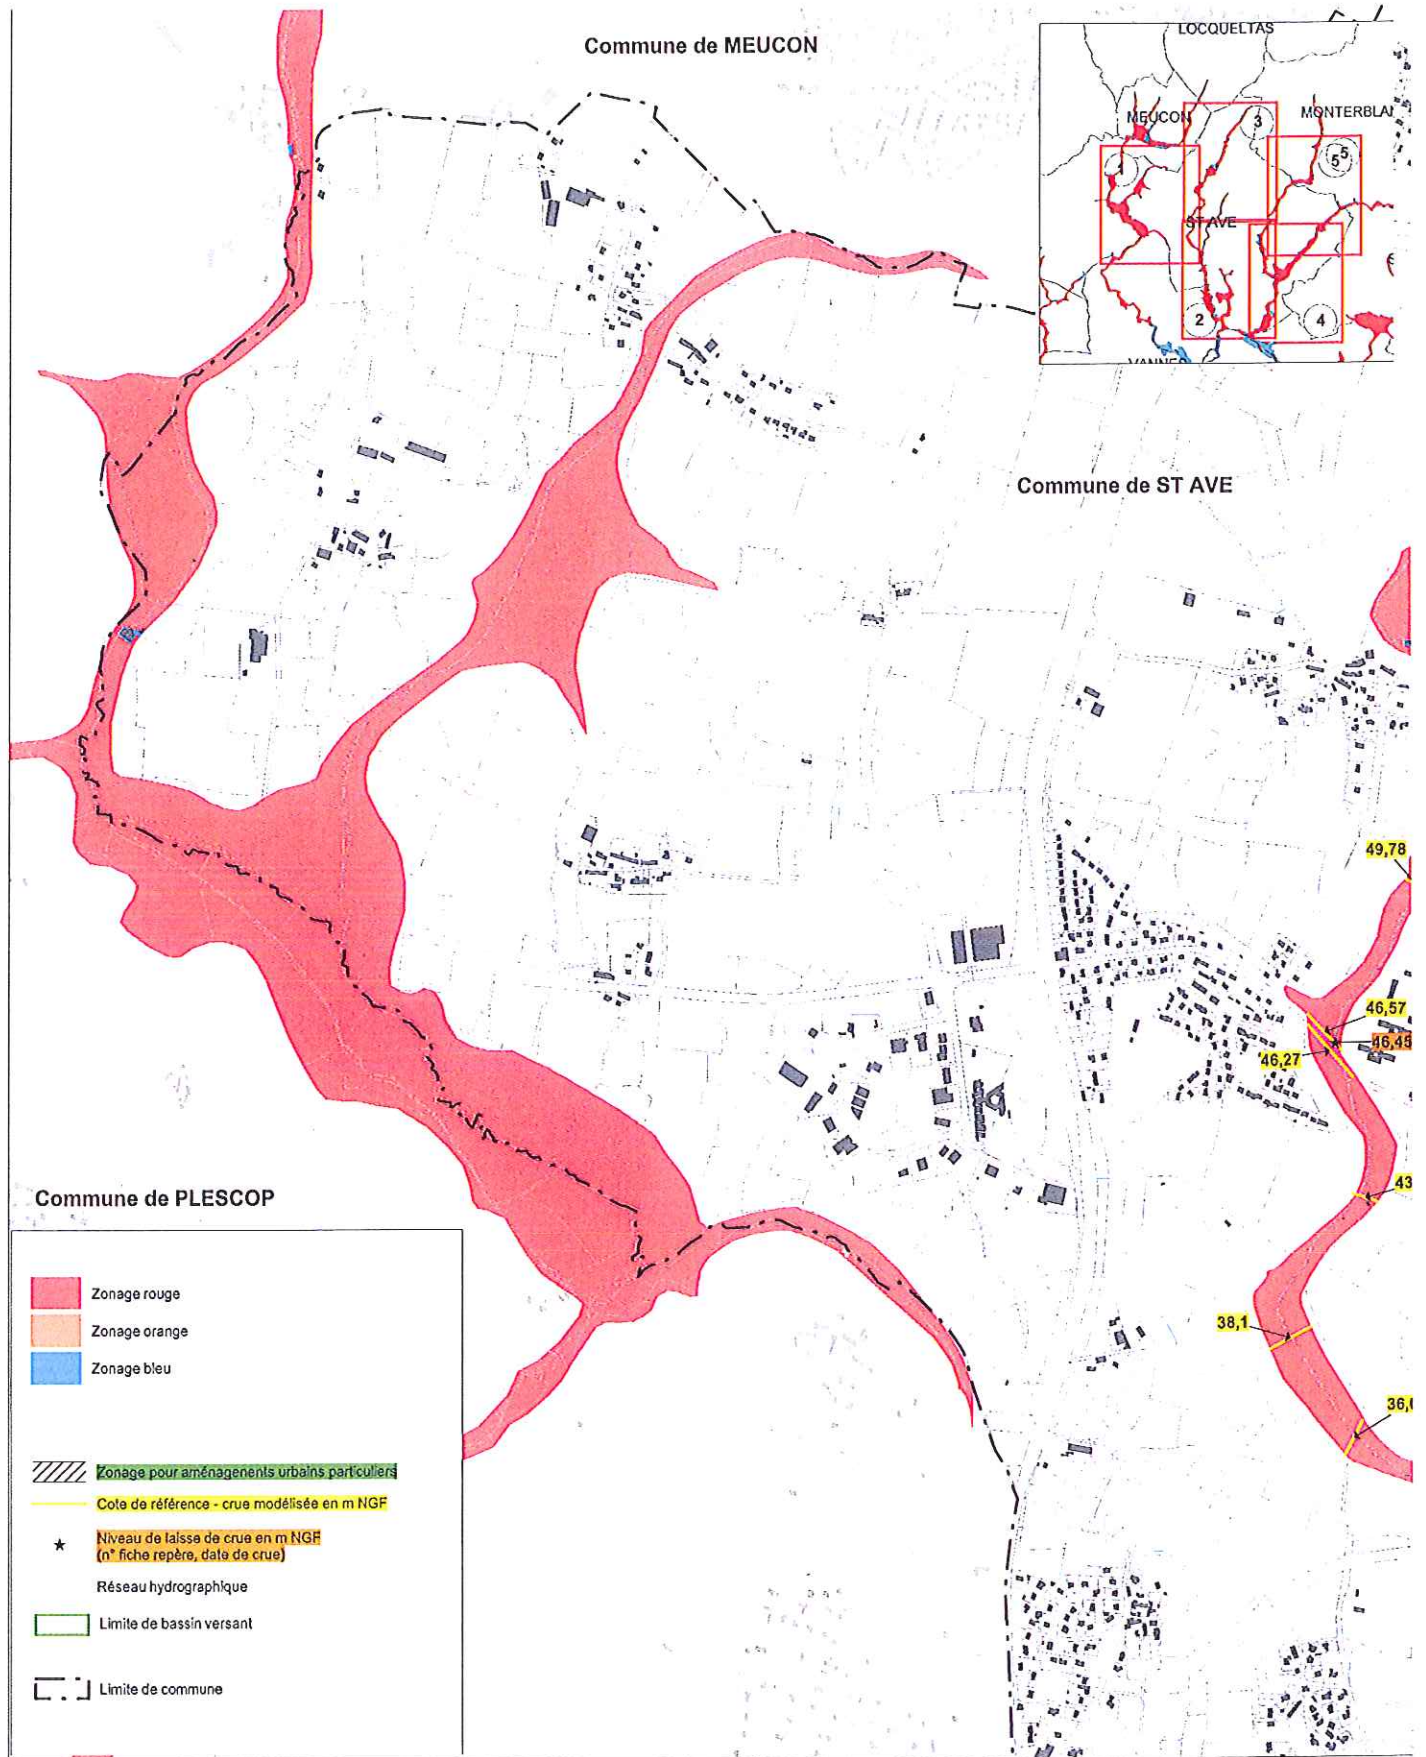 Commune de MEUCON
LOCQUELTAS
MEUCON
3
MONTERBLA
5
5
ST AVE
2
4
VANNES
Commune de ST AVE
49,78
46,57
46,45
46,27
43
Commune de PLESCOP
38,1
36,
Zonage rouge
Zonage orange
Zonage bleu
Zonage pour aménagenents urbains particuliers
Cote de référence - crue modélisée en m NGF
Niveau de laisse de crue en m NGF
(n° fiche repère, date de crue)
Réseau hydrographique
Limite de bassin versant
Limite de commune